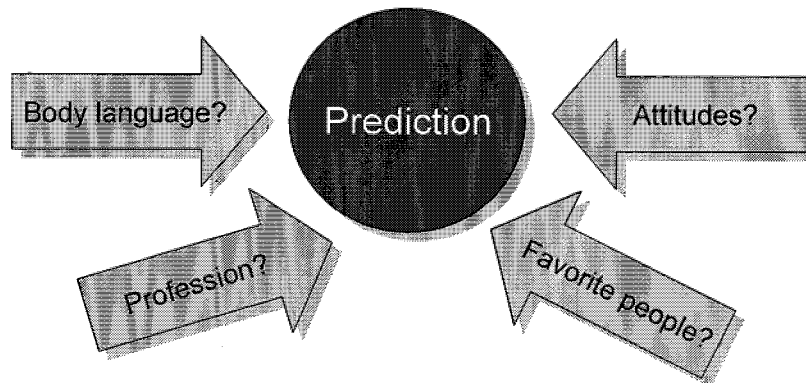 Body language?
Prediction
Attitudes?
Profession?
Favorite people?